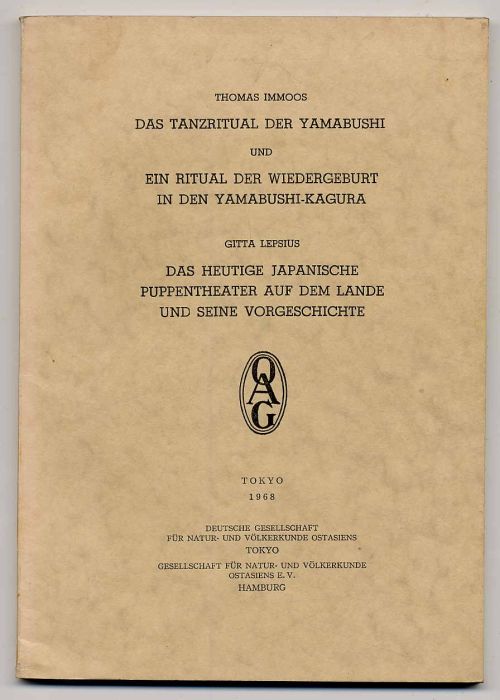 THOMAS IMMOOS
DAS TANZRITUAL DER YAMABUSHI
UND
EIN RITUAL DER WIEDERGEBURT
IN DEN YAMABUSHI-KAGURA
GITTA LEPSIUS
DAS HEUTIGE JAPANISCHE
PUPPENTHEATER AUF DEM LANDE
UND SEINE VORGESCHICHTE
OAG
TOKYO
1968
DEUTSCHE GESELLSCHAFT
FÜR NATUR- UND VÖLKERKUNDE OSTASIENS
TOKYO
GESELLSCHAFT FÜR NATUR- UND VÖLKERKUNDE
OSTASIENS E. V.
HAMBURG